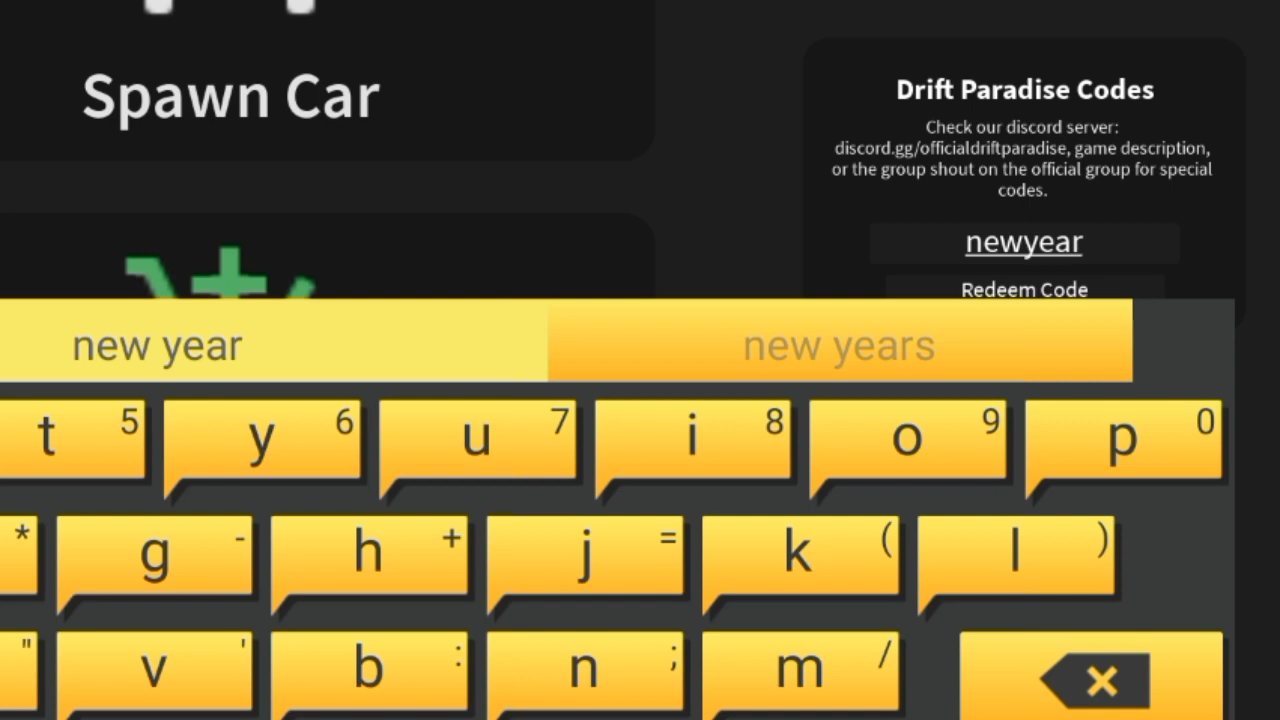 Spawn Car
Drift Paradise Codes
Check our discord server:
discord.gg/officialdriftparadise, game description,
or the group shout on the official group for special
codes.
newyear
Redeem Code
new year
new years
t 5 y 6 u 7 i 8 o 9 p 0
* g - h + j = k ( l )
" v ' b : n ; m /